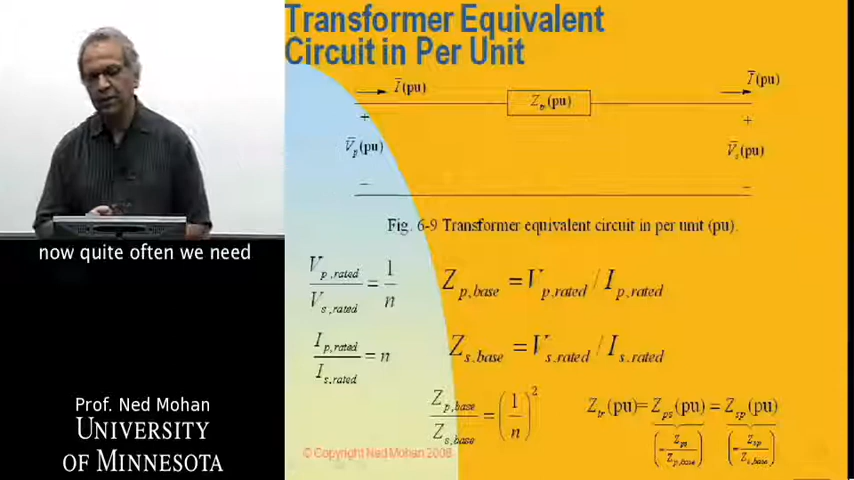 Transformer Equivalent
Circuit in Per Unit
I̅(pu)
I̅(pu)
Z_tr(pu)
+
+
V̅_p(pu)
V̅_s(pu)
−
−
now quite often we need
Fig. 6-9 Transformer equivalent circuit in per unit (pu).
V_p,rated / V_s,rated = 1 / n
Z_p,base = V_p,rated / I_p,rated
I_p,rated / I_s,rated = n
Z_s,base = V_s,rated / I_s,rated
Z_p,base / Z_s,base = (1/n)^2
Z_tr(pu) = Z_ps(pu) = Z_sp(pu)
(= Z_ps / Z_p,base) (= Z_sp / Z_s,base)
Prof. Ned Mohan
UNIVERSITY
OF MINNESOTA
© Copyright Ned Mohan 2008